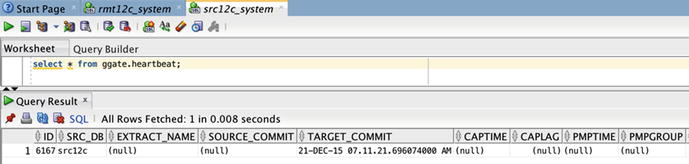 Start Page × rmt12c_system × src12c_system ×
Worksheet Query Builder
select * from ggate.heartbeat;
Query Result ×
SQL | All Rows Fetched: 1 in 0.008 seconds
ID SRC_DB EXTRACT_NAME SOURCE_COMMIT TARGET_COMMIT CAPTIME CAPLAG PMPTIME PMPGROUP
1 6167 src12c (null) (null) 21-DEC-15 07.11.21.696074000 AM (null) (null) (null) (null)